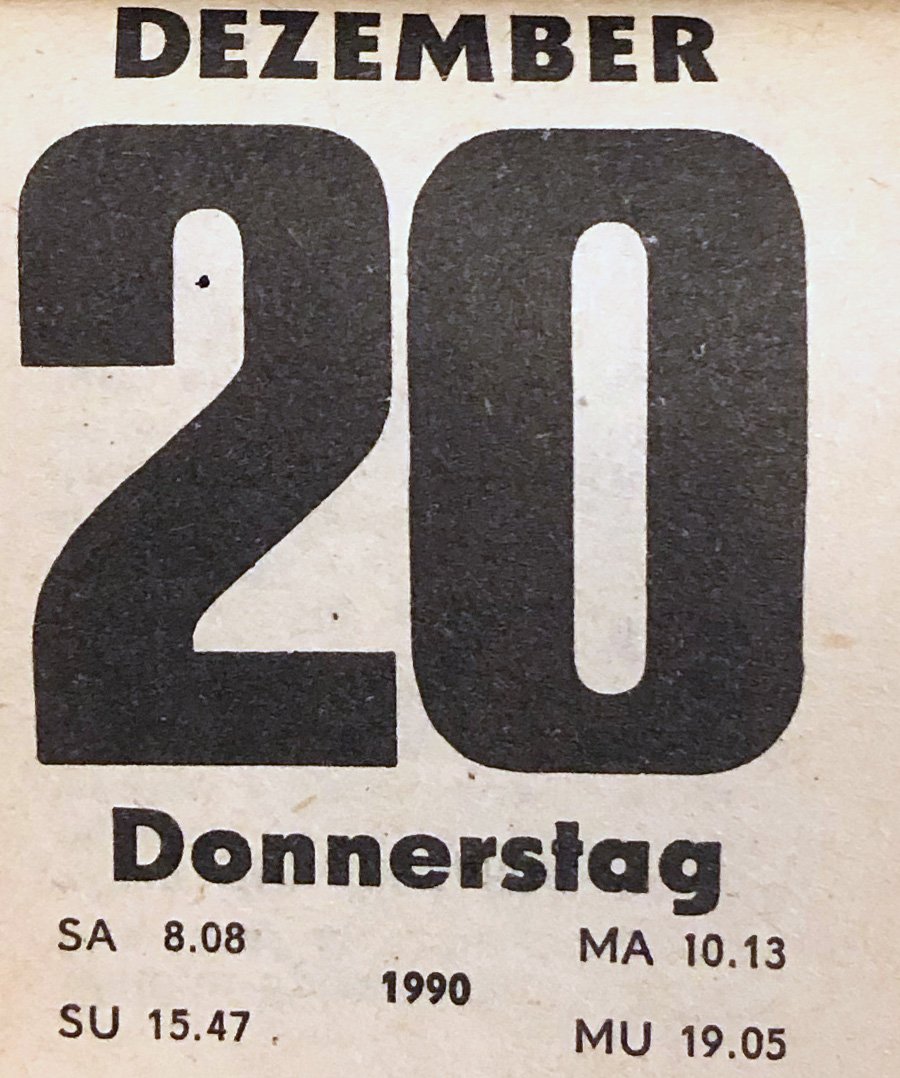 DEZEMBER
20
Donnerstag
SA 8.08 MA 10.13
1990
SU 15.47 MU 19.05